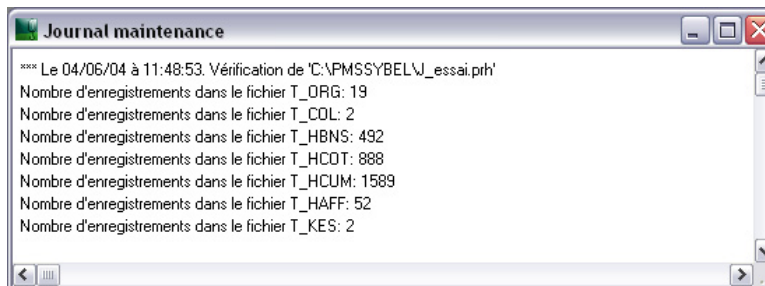 Journal maintenance
*** Le 04/06/04 à 11:48:53. Vérification de 'C:\PMSSYBEL\J_essai.prh'
Nombre d'enregistrements dans le fichier T_ORG: 19
Nombre d'enregistrements dans le fichier T_COL: 2
Nombre d'enregistrements dans le fichier T_HBNS: 492
Nombre d'enregistrements dans le fichier T_HCOT: 888
Nombre d'enregistrements dans le fichier T_HCUM: 1589
Nombre d'enregistrements dans le fichier T_HAFF: 52
Nombre d'enregistrements dans le fichier T_KES: 2